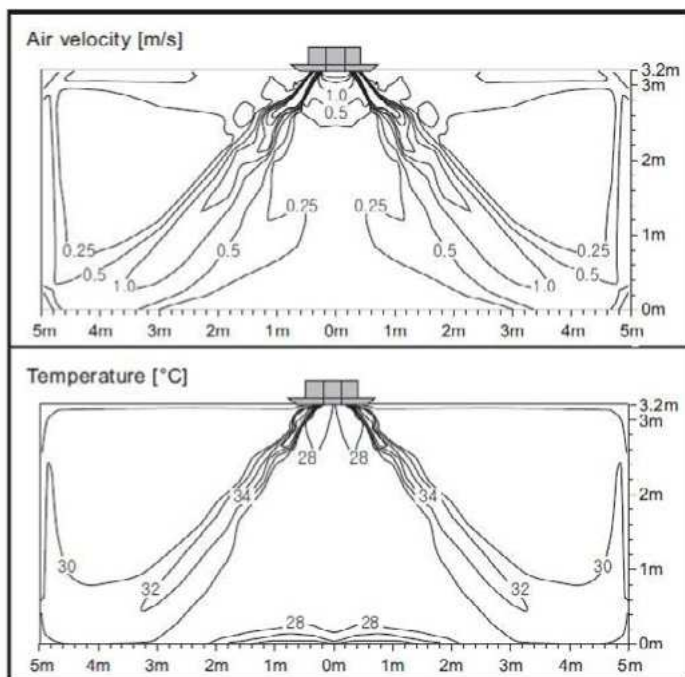 Air velocity [m/s]
3.2m
3m
1.0
0.5
2m
0.25 0.25
0.25 0.5 0.5 0.25
1m
0.5 1.0 1.0 0.5
0m
5m 4m 3m 2m 1m 0m 1m 2m 3m 4m 5m
Temperature [°C]
3.2m
3m
28 28
34 34
2m
30 32 32 30
1m
28 28
0m
5m 4m 3m 2m 1m 0m 1m 2m 3m 4m 5m